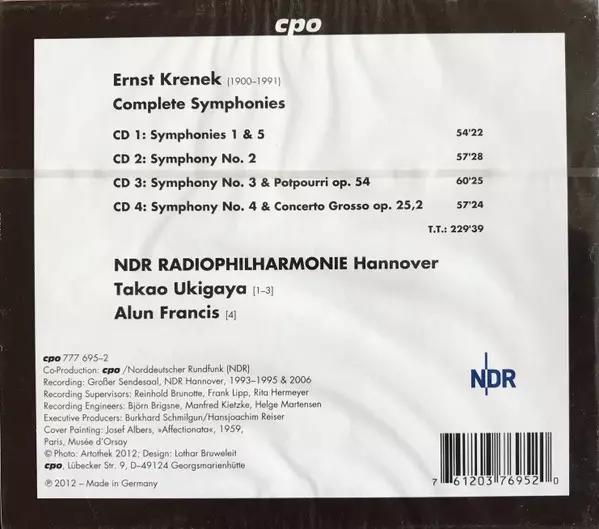 cpo
Ernst Krenek (1900–1991)
Complete Symphonies
CD 1: Symphonies 1 & 5 54'22
CD 2: Symphony No. 2 57'28
CD 3: Symphony No. 3 & Potpourri op. 54 60'25
CD 4: Symphony No. 4 & Concerto Grosso op. 25,2 57'24
T.T.: 229'39
NDR RADIOPHILHARMONIE Hannover
Takao Ukigaya [1–3]
Alun Francis [4]
cpo 777 695–2
Co-Production: cpo /Norddeutscher Rundfunk (NDR)
Recording: Großer Sendesaal, NDR Hannover, 1993–1995 & 2006
Recording Supervisors: Reinhold Brunotte, Frank Lipp, Rita Hermeyer
Recording Engineers: Björn Brigsne, Manfred Kietzke, Helge Martensen
Executive Producers: Burkhard Schmilgun/Hansjoachim Reiser
Cover Painting: Josef Albers, »Affectionata«, 1959,
Paris, Musée d'Orsay
© Photo: Artothek 2012; Design: Lothar Bruweleit
cpo, Lübecker Str. 9, D–49124 Georgsmarienhütte
℗ 2012 – Made in Germany
NDR
7 61203 76952 0